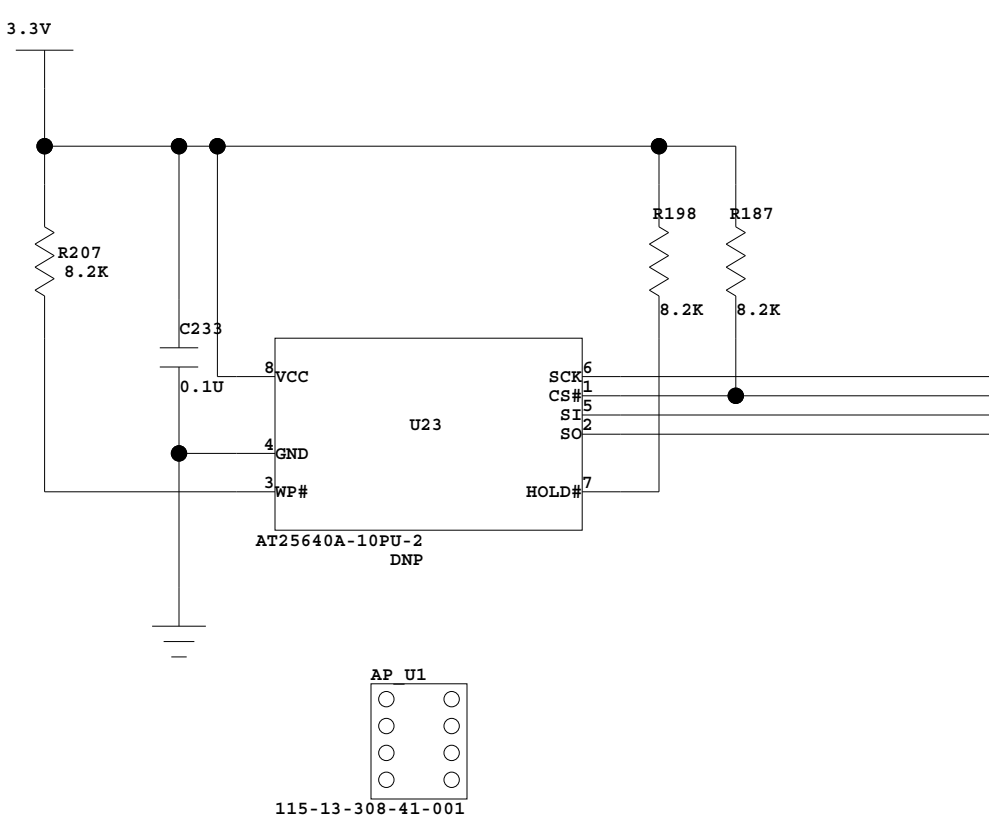 3.3V
R198
R187
R207
8.2K
8.2K
8.2K
C233
0.1U
8
VCC
SCK
6
CS#
1
SI
5
SO
2
U23
4
GND
3
WP#
HOLD#
7
AT25640A-10PU-2
DNP
AP_U1
115-13-308-41-001